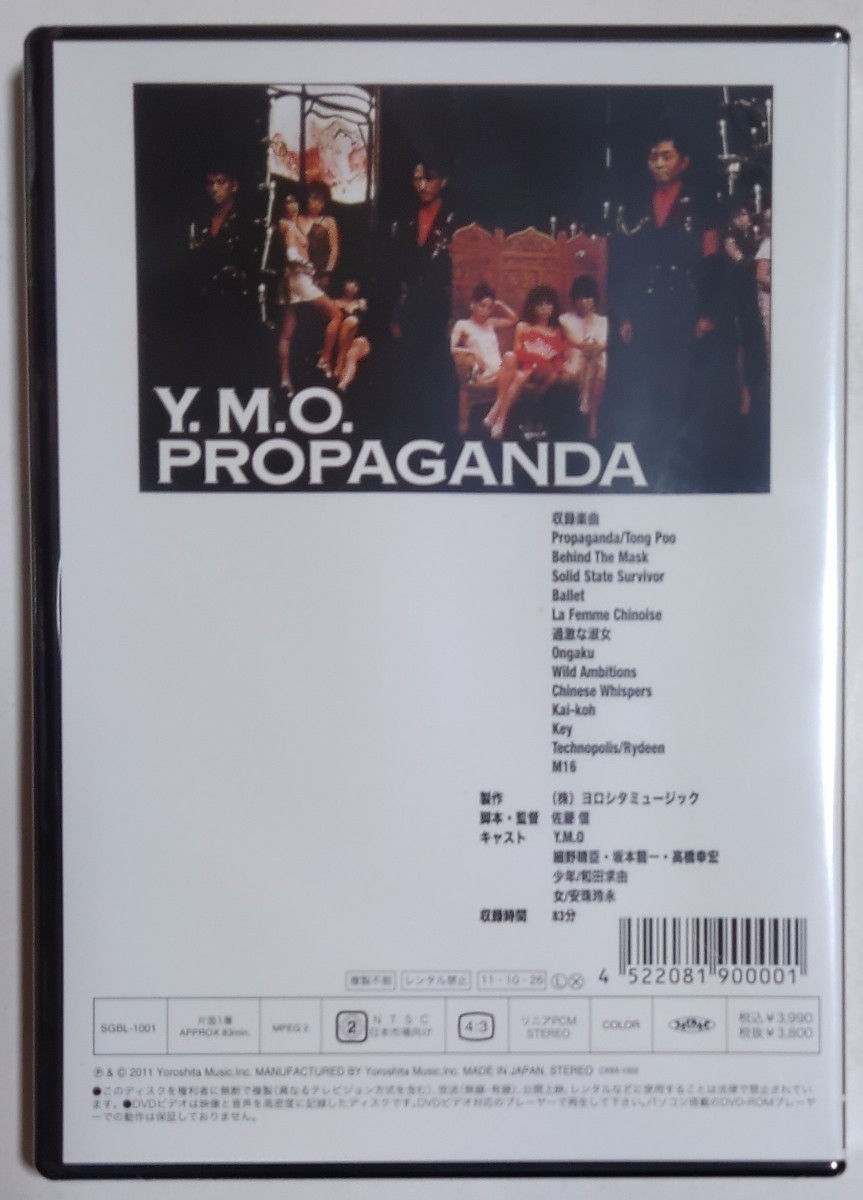 Y. M. O.
PROPAGANDA
収録楽曲
Propaganda/Tong Poo
Behind The Mask
Solid State Survivor
Ballet
La Femme Chinoise
過激な淑女
Ongaku
Wild Ambitions
Chinese Whispers
Kai-koh
Key
Technopolis/Rydeen
M16
製作 (株) ヨロシタミュージック
脚本・監督 佐藤 信
キャスト Y.M.O
細野晴臣・坂本龍一・高橋幸宏
少年/和田求由
女/安珠玲永
収録時間 83分
複製不能 レンタル禁止 11・10・26 Ⓛ Ⓧ
4 522081 900001
SGBL-1001
片面1層
APPROX 83min.
MPEG 2
2 NTSC
日本市場向け
4:3
リニアPCM
STEREO
COLOR
税込¥3,990
税抜¥3,800
Ⓟ & © 2011 Yoroshita Music,Inc. MANUFACTURED BY Yoroshita Music,Inc. MADE IN JAPAN. STEREO
●このディスクを権利者に無断で複製(異なるテレビジョン方式を含む)、放送(無線・有線)、公開上映、レンタルなどに使用することは法律で禁止されてい
ます。●DVDビデオは映像と音声を高密度に記録したディスクです。DVDビデオ対応のプレーヤーで再生して下さい。パソコン搭載のDVD-ROMプレーヤ
ーでの動作は保証しておりません。